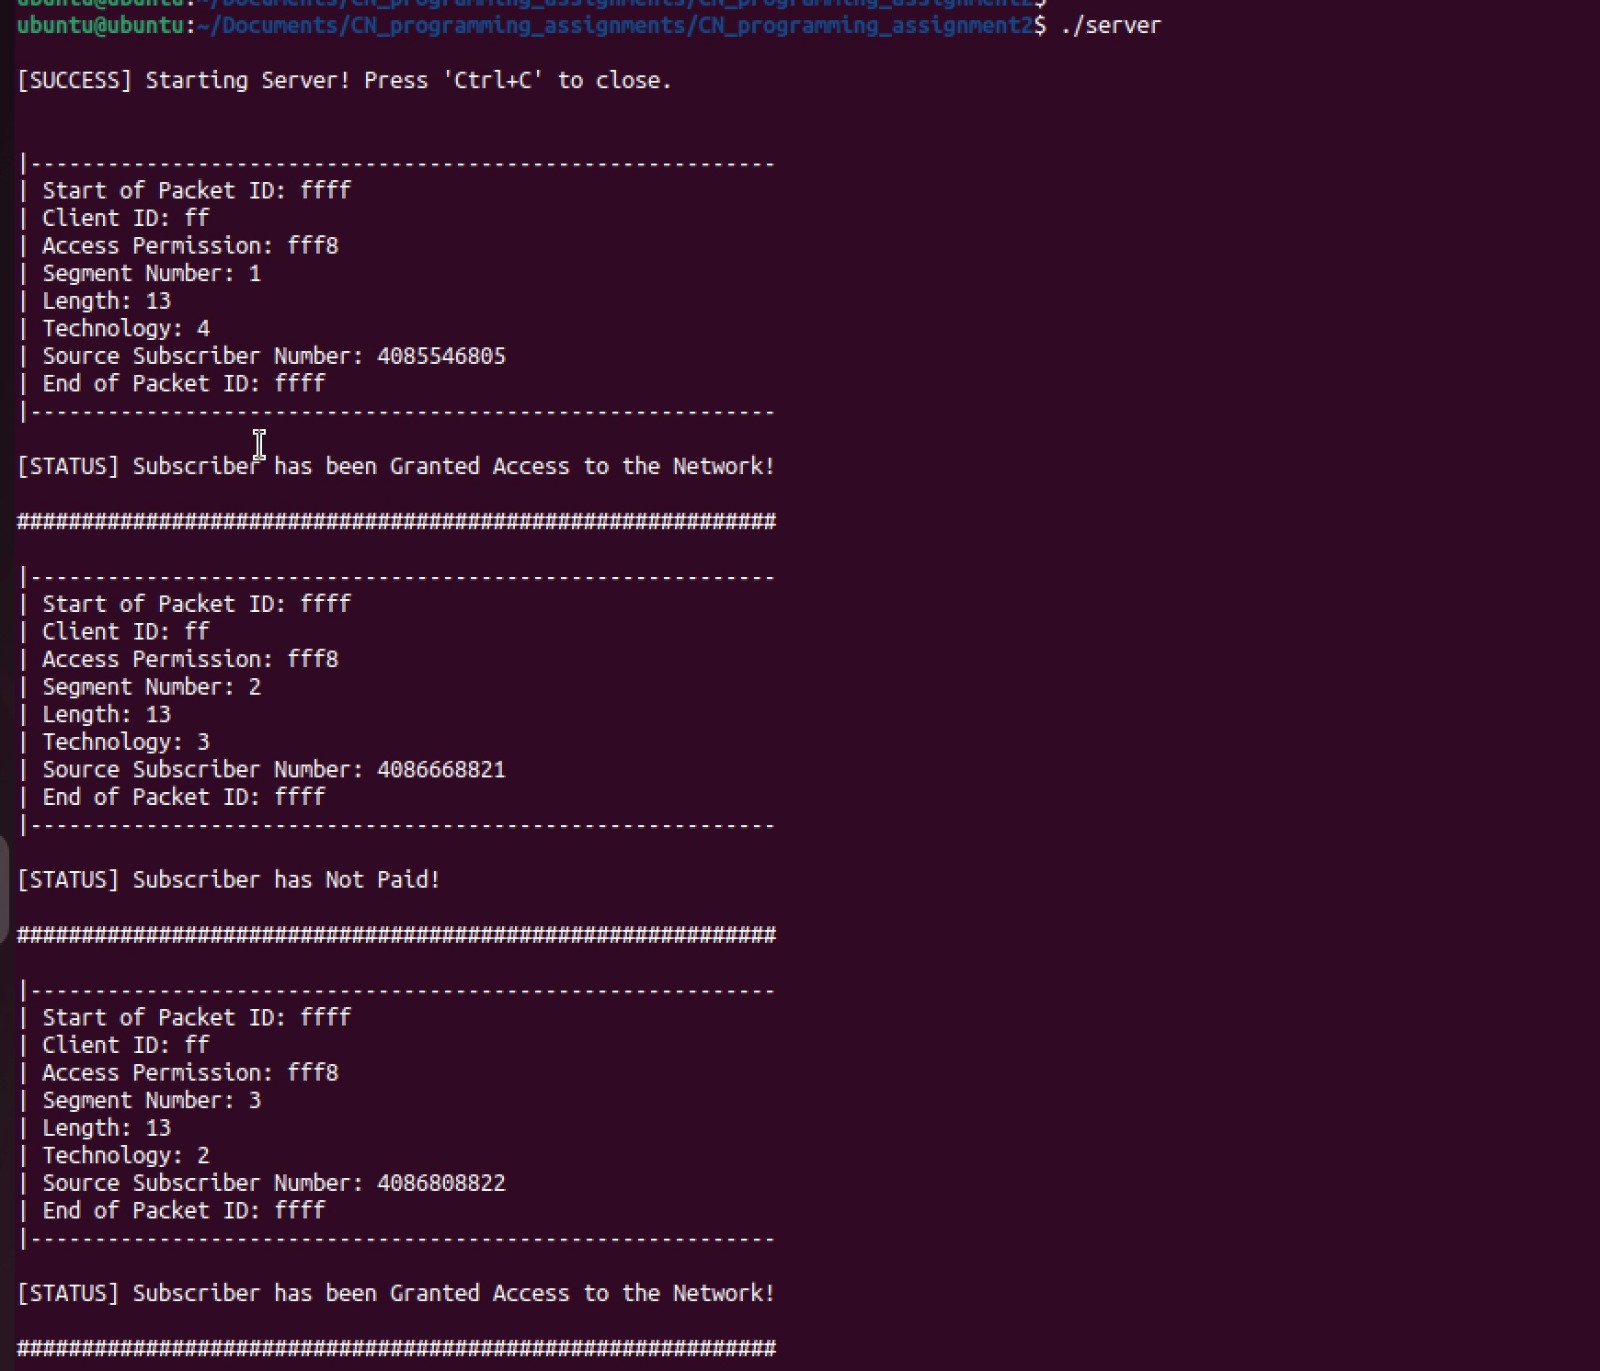 ubuntu@ubuntu:~/Documents/CN_programming_assignments/CN_programming_assignment2$
ubuntu@ubuntu:~/Documents/CN_programming_assignments/CN_programming_assignment2$ ./server
[SUCCESS] Starting Server! Press 'Ctrl+C' to close.
|----------------------------------------------------------
| Start of Packet ID: ffff
| Client ID: ff
| Access Permission: fff8
| Segment Number: 1
| Length: 13
| Technology: 4
| Source Subscriber Number: 4085546805
| End of Packet ID: ffff
|----------------------------------------------------------
[STATUS] Subscriber has been Granted Access to the Network!
###########################################################
|----------------------------------------------------------
| Start of Packet ID: ffff
| Client ID: ff
| Access Permission: fff8
| Segment Number: 2
| Length: 13
| Technology: 3
| Source Subscriber Number: 4086668821
| End of Packet ID: ffff
|----------------------------------------------------------
[STATUS] Subscriber has Not Paid!
###########################################################
|----------------------------------------------------------
| Start of Packet ID: ffff
| Client ID: ff
| Access Permission: fff8
| Segment Number: 3
| Length: 13
| Technology: 2
| Source Subscriber Number: 4086808822
| End of Packet ID: ffff
|----------------------------------------------------------
[STATUS] Subscriber has been Granted Access to the Network!
###########################################################